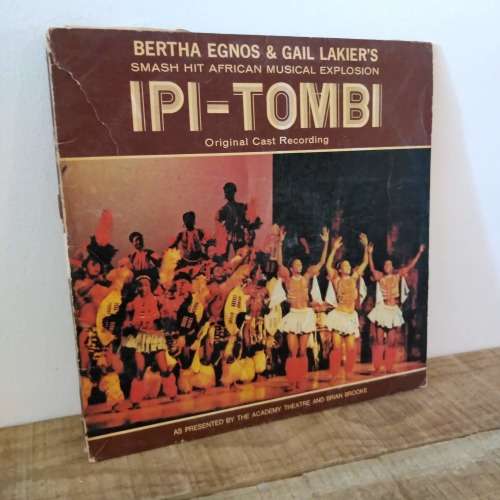 BERTHA EGNOS & GAIL LAKIER'S
SMASH HIT AFRICAN MUSICAL EXPLOSION
IPI-TOMBI
Original Cast Recording
AS PRESENTED BY THE ACADEMY THEATRE AND BRIAN BROOKE